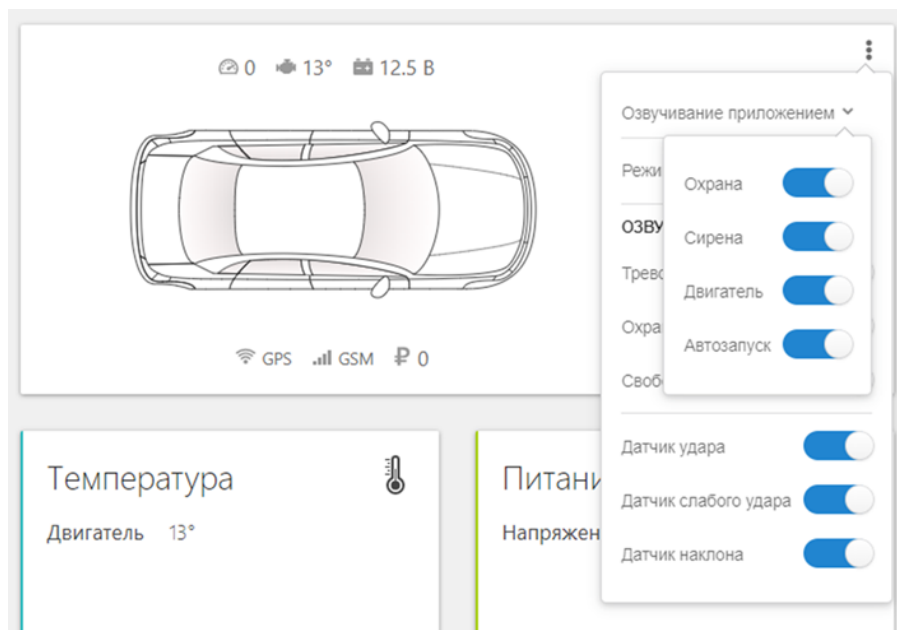 0 13° 12.5 В
Озвучивание приложением
Охрана
Сирена
Двигатель
Автозапуск
GPS GSM ₽ 0
Датчик удара
Датчик слабого удара
Датчик наклона
Температура
Двигатель 13°